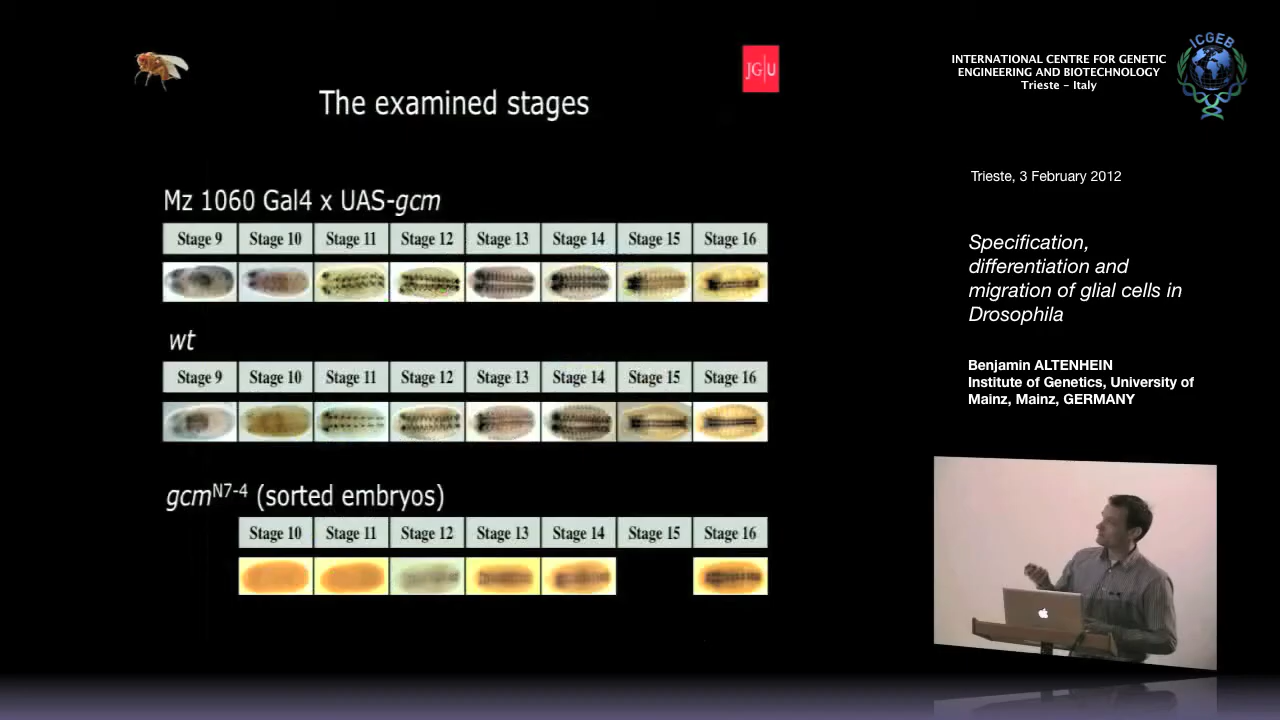 JG|U
The examined stages
Mz 1060 Gal4 x UAS-gcm
Stage 9 Stage 10 Stage 11 Stage 12 Stage 13 Stage 14 Stage 15 Stage 16
wt
Stage 9 Stage 10 Stage 11 Stage 12 Stage 13 Stage 14 Stage 15 Stage 16
gcmN7-4 (sorted embryos)
Stage 10 Stage 11 Stage 12 Stage 13 Stage 14 Stage 15 Stage 16
INTERNATIONAL CENTRE FOR GENETIC
ENGINEERING AND BIOTECHNOLOGY
Trieste - Italy
ICGEB
Trieste, 3 February 2012
Specification,
differentiation and
migration of glial cells in
Drosophila
Benjamin ALTENHEIN
Institute of Genetics, University of
Mainz, Mainz, GERMANY